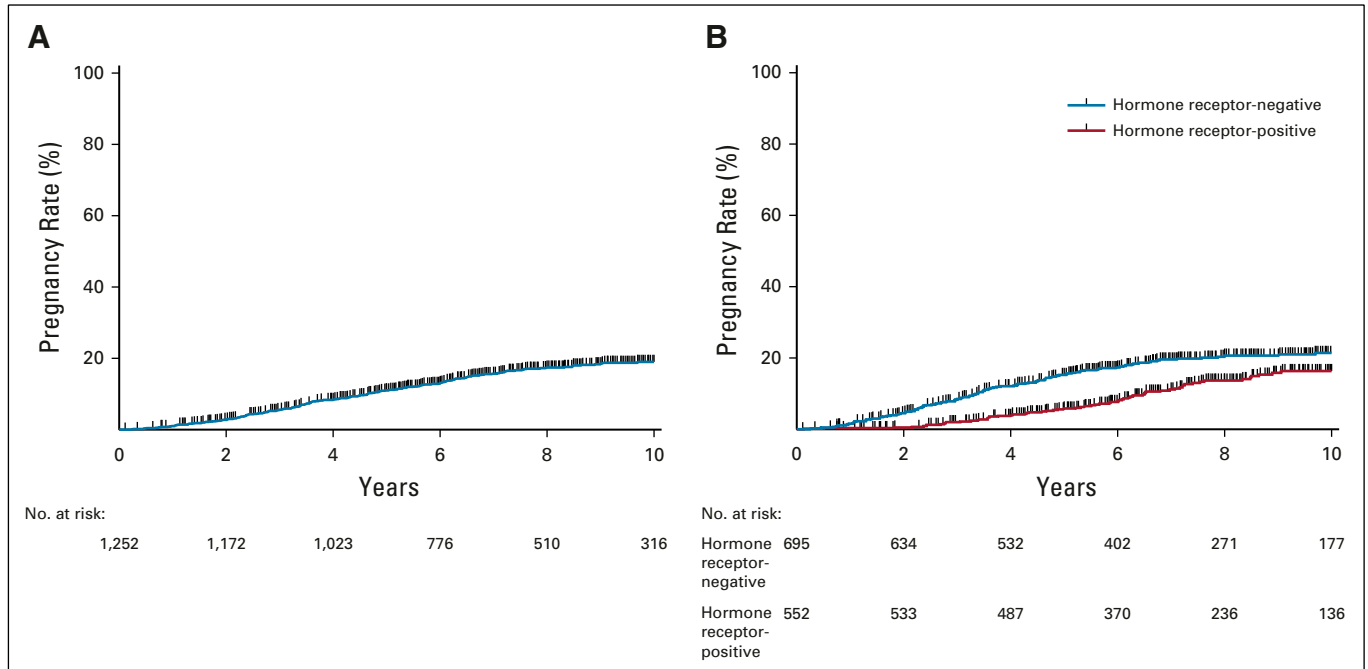 A
Pregnancy Rate (%)
100
80
60
40
20
0 2 4 6 8 10
Years
No. at risk:
1,252 1,172 1,023 776 510 316
B
Pregnancy Rate (%)
100
80
60
40
20
Hormone receptor-negative
Hormone receptor-positive
0 2 4 6 8 10
Years
No. at risk:
Hormone 695 634 532 402 271 177
receptor-
negative
Hormone 552 533 487 370 236 136
receptor-
positive